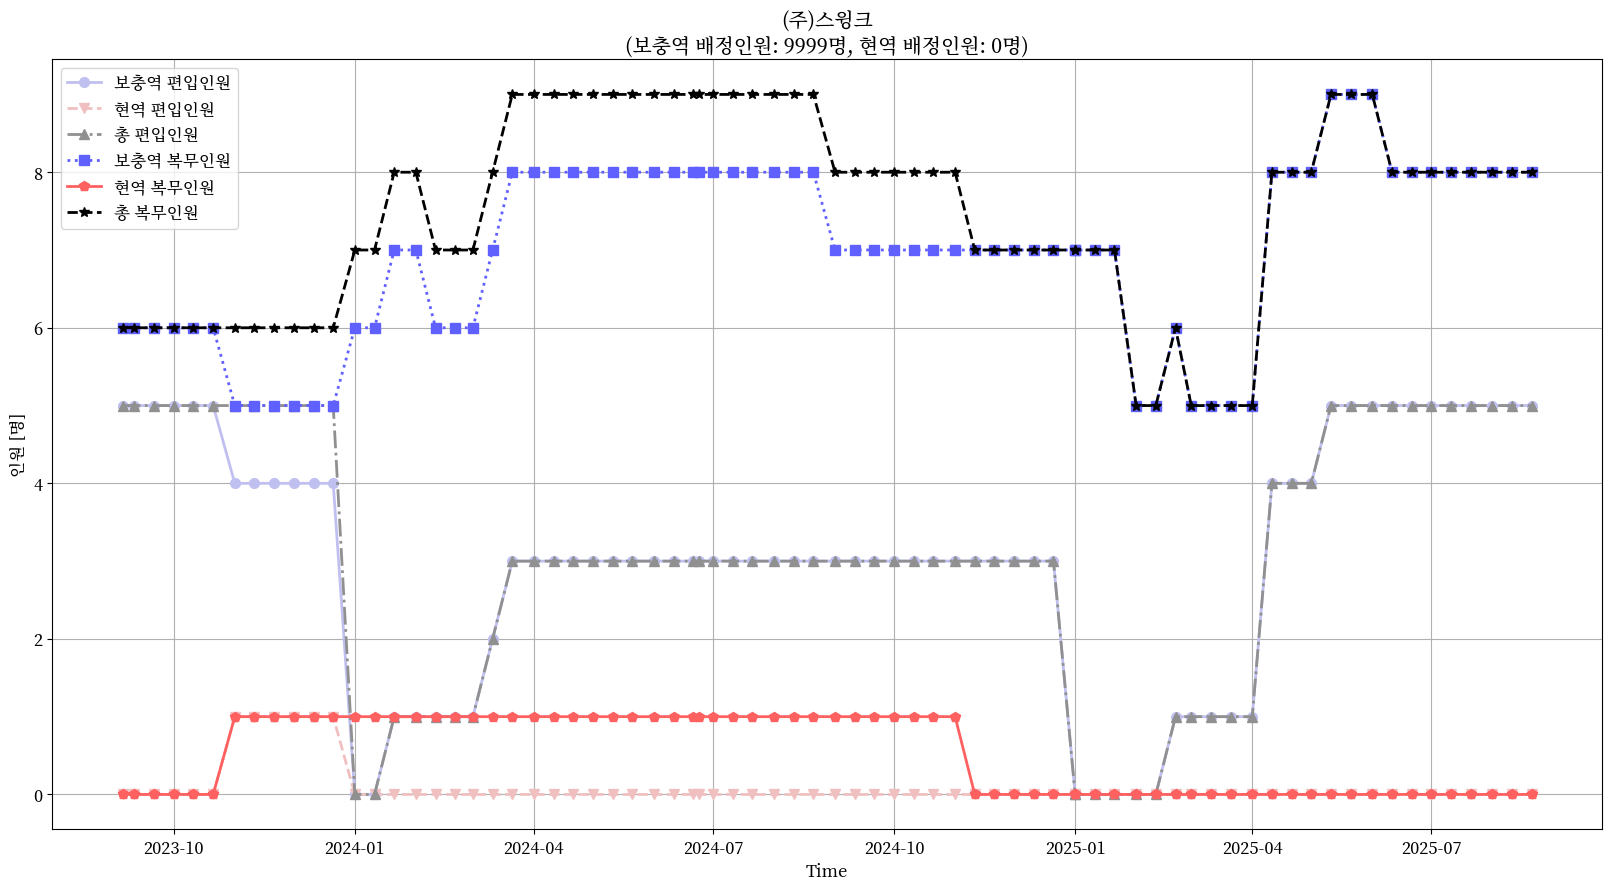 (주)스윙크
(보충역 배정인원: 9999명, 현역 배정인원: 0명)
보충역 편입인원
현역 편입인원
총 편입인원
보충역 복무인원
현역 복무인원
총 복무인원
8
6
4
2
0
인원 [명]
2023-10
2024-01
2024-04
2024-07
2024-10
2025-01
2025-04
2025-07
Time